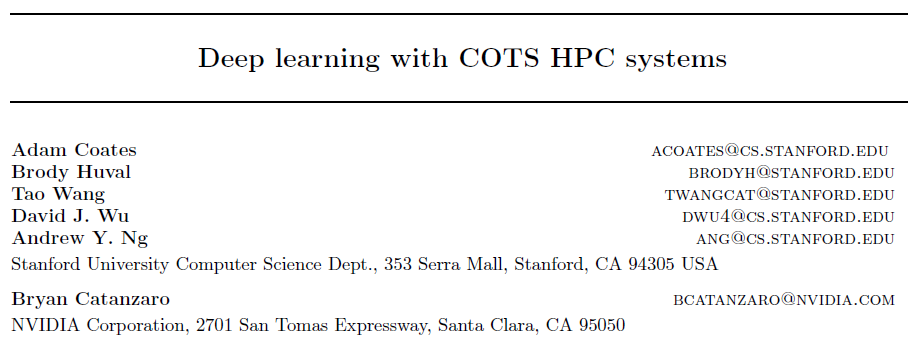 Deep learning with COTS HPC systems
Adam Coates ACOATES@CS.STANFORD.EDU
Brody Huval BRODYH@STANFORD.EDU
Tao Wang TWANGCAT@STANFORD.EDU
David J. Wu DWU4@CS.STANFORD.EDU
Andrew Y. Ng ANG@CS.STANFORD.EDU
Stanford University Computer Science Dept., 353 Serra Mall, Stanford, CA 94305 USA
Bryan Catanzaro BCATANZARO@NVIDIA.COM
NVIDIA Corporation, 2701 San Tomas Expressway, Santa Clara, CA 95050